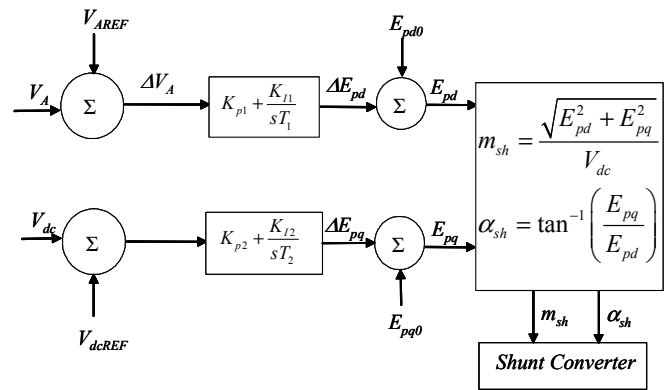 V_AREF
E_pd0
V_A
Σ
ΔV_A
K_p1 + K_I1 / sT_1
ΔE_pd
Σ
E_pd
m_sh = √(E_pd^2 + E_pq^2) / V_dc
V_dc
Σ
K_p2 + K_I2 / sT_2
ΔE_pq
Σ
E_pq
α_sh = tan^-1 (E_pq / E_pd)
V_dcREF
E_pq0
m_sh
α_sh
Shunt Converter